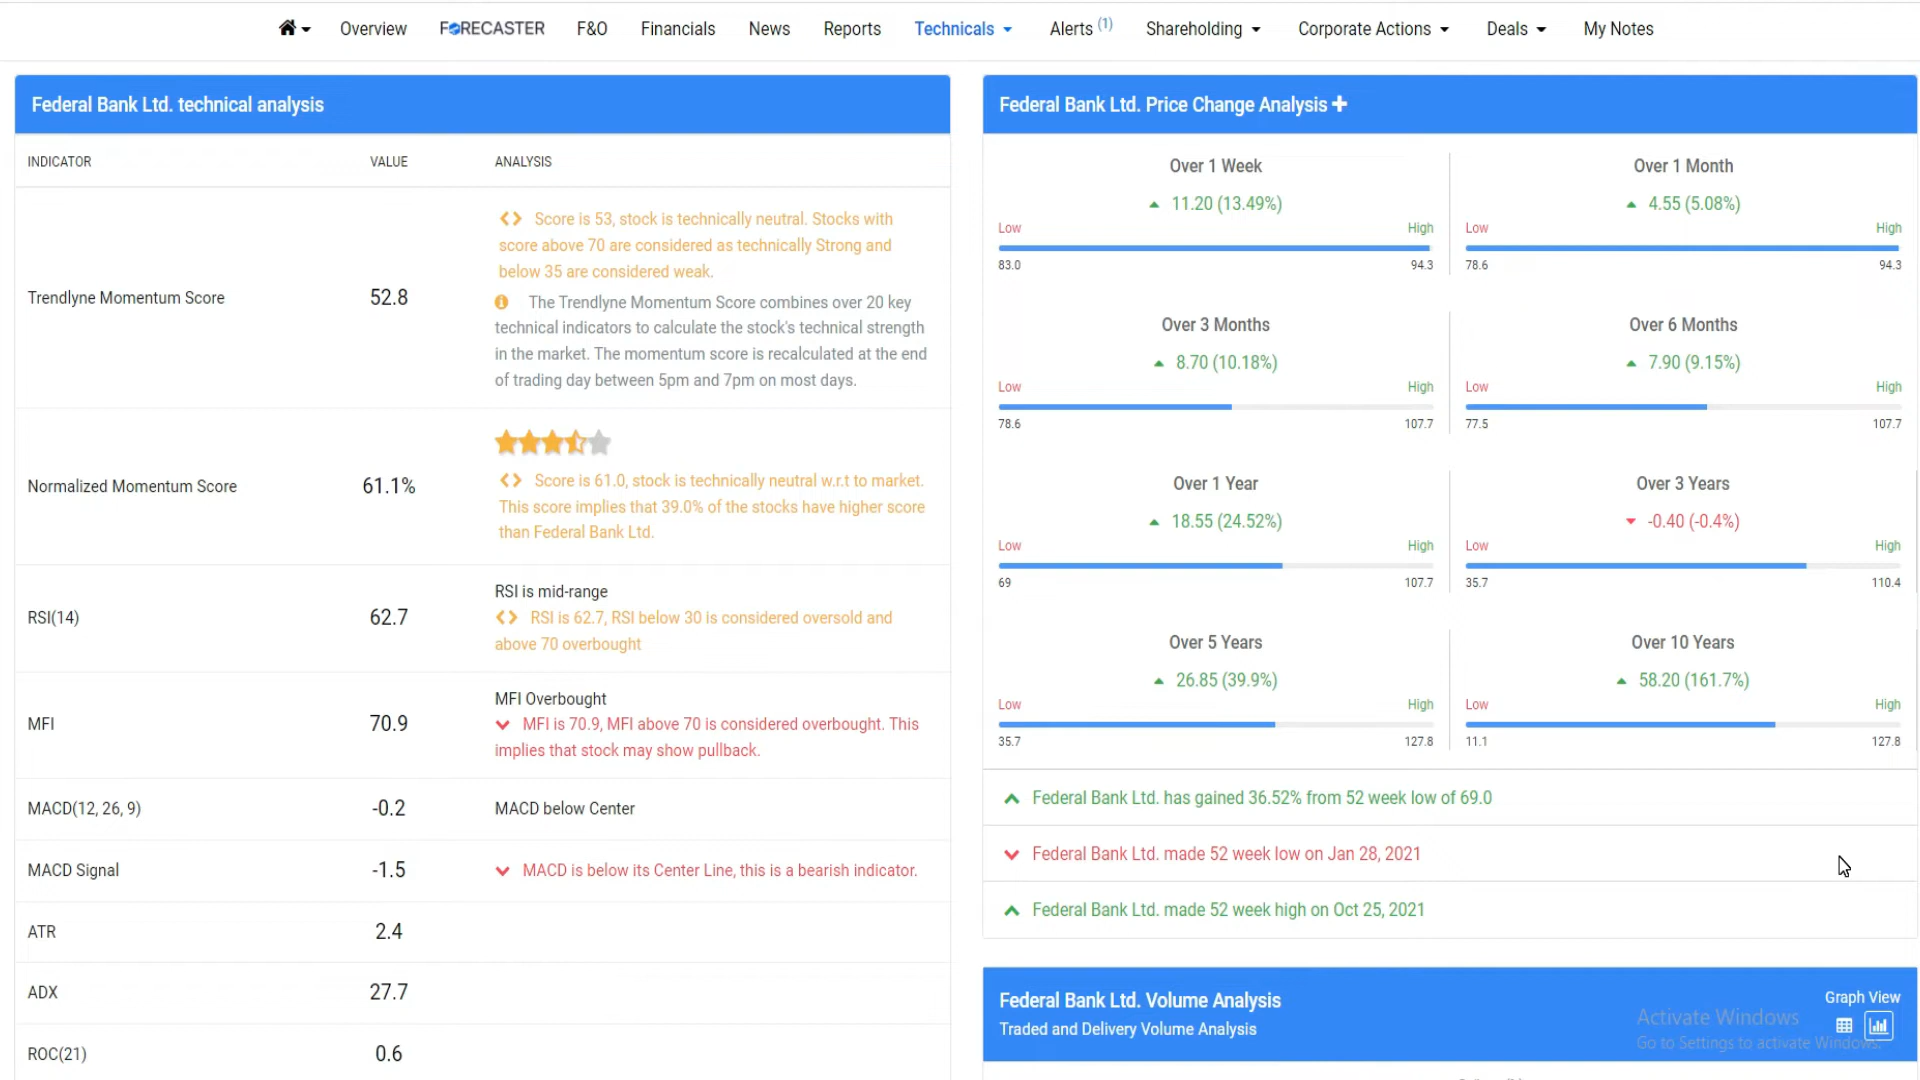 Overview FORECASTER F&O Financials News Reports Technicals Alerts (1) Shareholding Corporate Actions Deals My Notes
Federal Bank Ltd. technical analysis
INDICATOR VALUE ANALYSIS
Trendlyne Momentum Score 52.8
Score is 53, stock is technically neutral. Stocks with
score above 70 are considered as technically Strong and
below 35 are considered weak.
The Trendlyne Momentum Score combines over 20 key
technical indicators to calculate the stock's technical strength
in the market. The momentum score is recalculated at the end
of trading day between 5pm and 7pm on most days.
Normalized Momentum Score 61.1%
Score is 61.0, stock is technically neutral w.r.t to market.
This score implies that 39.0% of the stocks have higher score
than Federal Bank Ltd.
RSI(14) 62.7
RSI is mid-range
RSI is 62.7, RSI below 30 is considered oversold and
above 70 overbought
MFI 70.9
MFI Overbought
MFI is 70.9, MFI above 70 is considered overbought. This
implies that stock may show pullback.
MACD(12, 26, 9) -0.2 MACD below Center
MACD Signal -1.5 MACD is below its Center Line, this is a bearish indicator.
ATR 2.4
ADX 27.7
ROC(21) 0.6
Federal Bank Ltd. Price Change Analysis
Over 1 Week
11.20 (13.49%)
Low High
83.0 94.3
Over 1 Month
4.55 (5.08%)
Low High
78.6 94.3
Over 3 Months
8.70 (10.18%)
Low High
78.6 107.7
Over 6 Months
7.90 (9.15%)
Low High
77.5 107.7
Over 1 Year
18.55 (24.52%)
Low High
69 107.7
Over 3 Years
-0.40 (-0.4%)
Low High
35.7 110.4
Over 5 Years
26.85 (39.9%)
Low High
35.7 127.8
Over 10 Years
58.20 (161.7%)
Low High
11.1 127.8
Federal Bank Ltd. has gained 36.52% from 52 week low of 69.0
Federal Bank Ltd. made 52 week low on Jan 28, 2021
Federal Bank Ltd. made 52 week high on Oct 25, 2021
Federal Bank Ltd. Volume Analysis
Traded and Delivery Volume Analysis
Graph View
Activate Windows
Go to Settings to activate Windows.